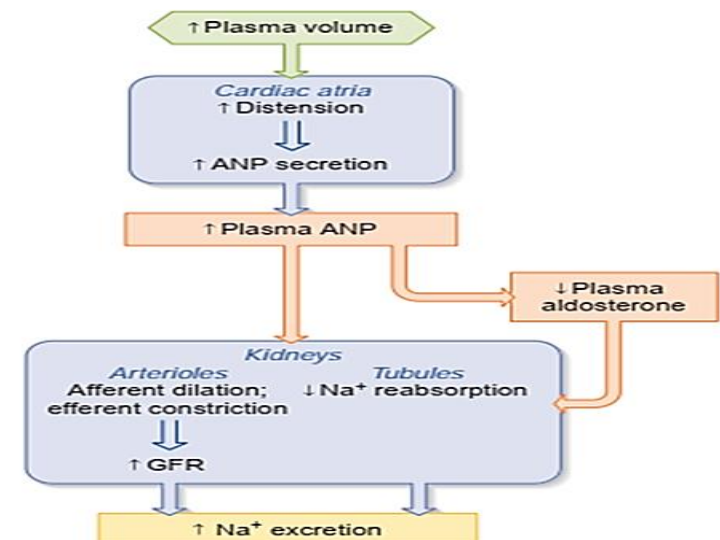 ↑ Plasma volume
Cardiac atria
↑ Distension
↑ ANP secretion
↑ Plasma ANP
↓ Plasma
aldosterone
Kidneys
Arterioles
Afferent dilation;
efferent constriction
↑ GFR
Tubules
↓ Na⁺ reabsorption
↑ Na⁺ excretion